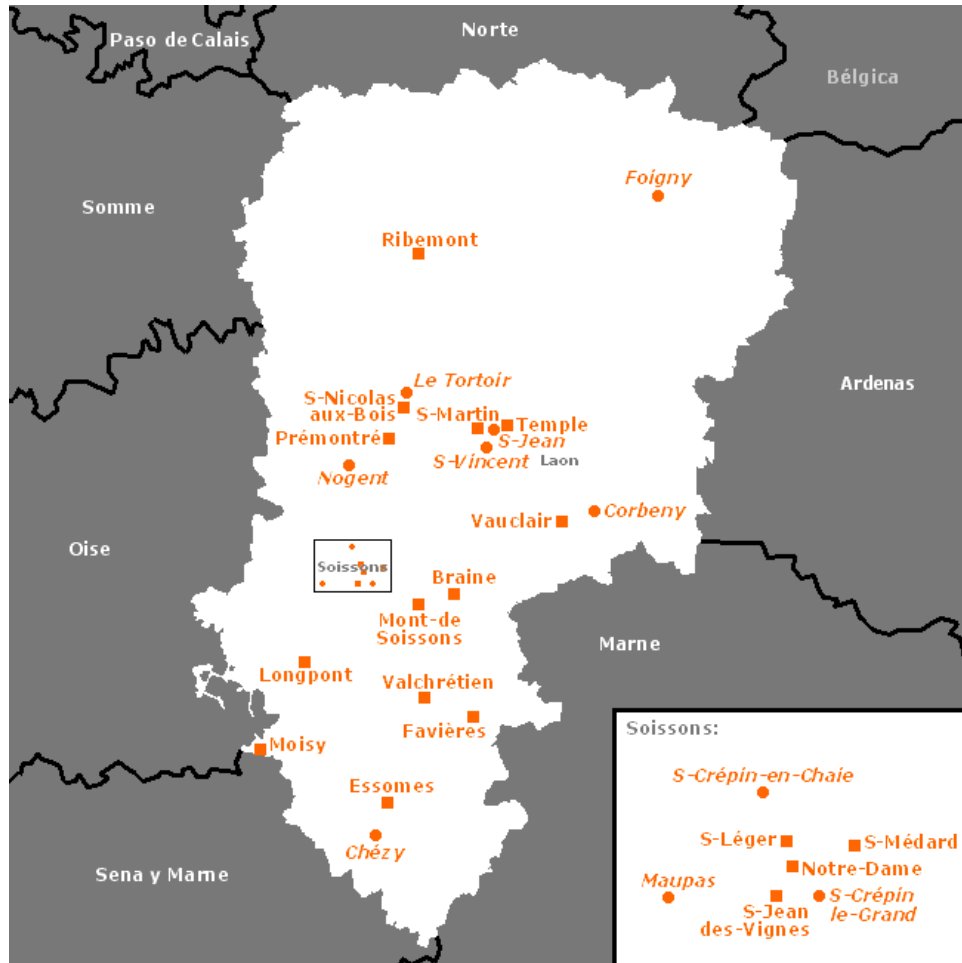 Norte
Paso de Calais
Bélgica
Foigny
Somme
Ribemont
Le Tortoir
Ardenas
S-Nicolas
aux-Bois
S-Martin
Temple
Prémontré
S-Jean
S-Vincent
Laon
Nogent
Corbeny
Vauclair
Oise
Soissons
Braine
Mont-de
Soissons
Marne
Longpont
Valchrétien
Favières
Moisy
Essomes
Chézy
Sena y Marne
Soissons:
S-Crépin-en-Chaie
S-Léger
S-Médard
Notre-Dame
Maupas
S-Crépin
le-Grand
S-Jean
des-Vignes